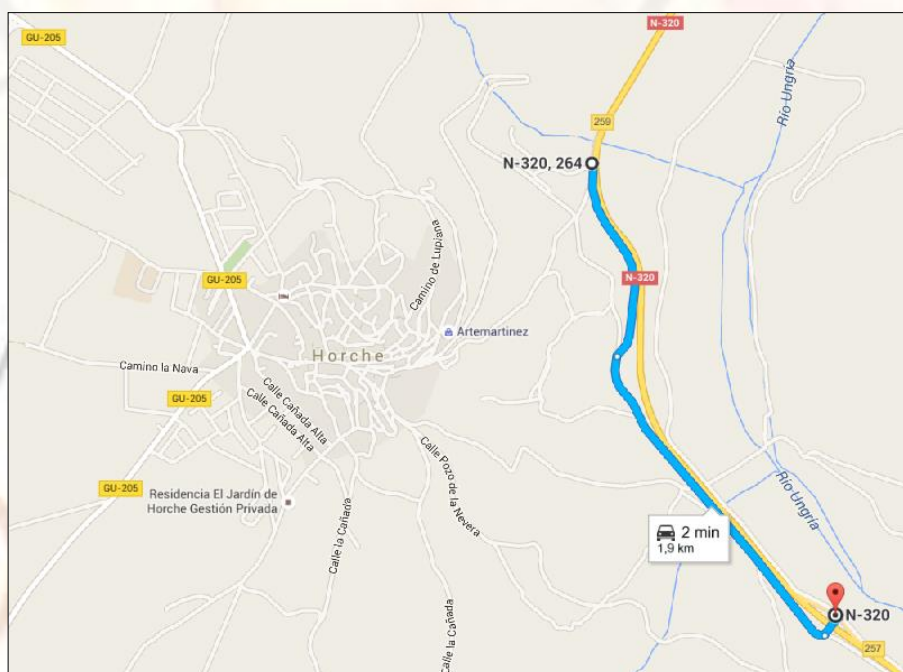 GU-205
N-320
259
Río Ungría
N-320, 264
Camino de Lupiana
GU-205
N-320
Artemartinez
Horche
Camino la Nava
GU-205
Calle Cañada Alta
Calle Cañada Alta
GU-205
Calle Pozo de la Nevera
Residencia El Jardín de
Horche Gestión Privada
Río Ungría
2 min
1,9 km
Calle la Cañada
Calle la Cañada
N-320
257